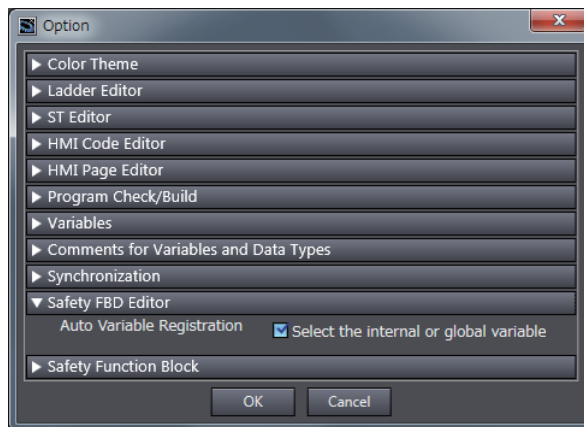 Option
Color Theme
Ladder Editor
ST Editor
HMI Code Editor
HMI Page Editor
Program Check/Build
Variables
Comments for Variables and Data Types
Synchronization
Safety FBD Editor
Auto Variable Registration Select the internal or global variable
Safety Function Block
OK Cancel